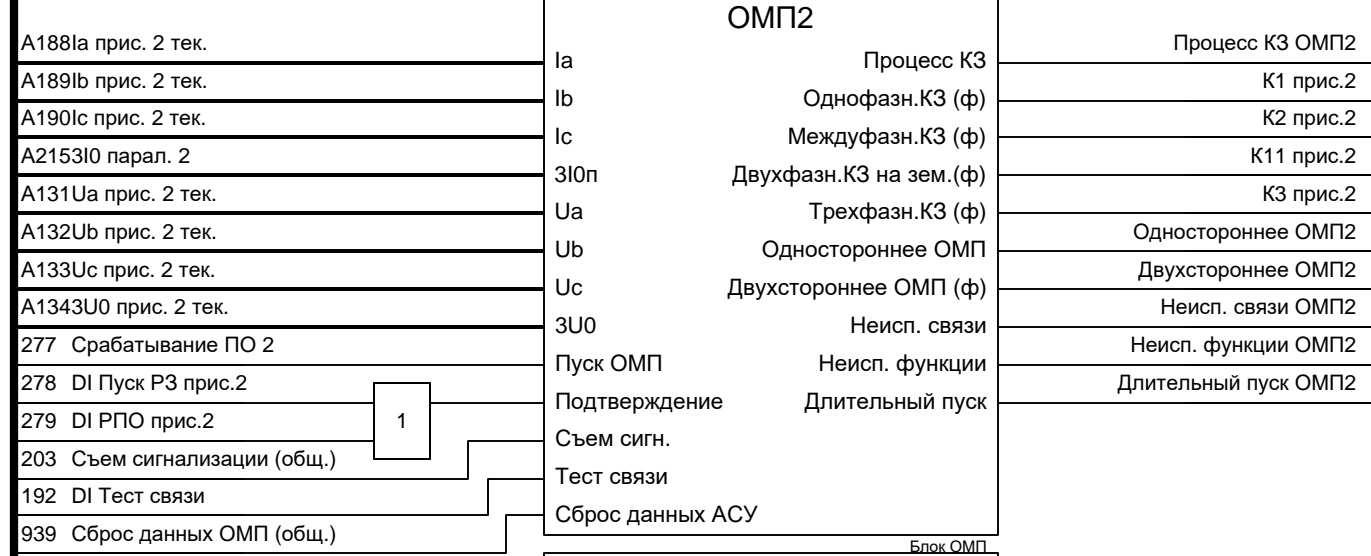 ОМП2
A188Ia прис. 2 тек.
A189Ib прис. 2 тек.
A190Ic прис. 2 тек.
A2153I0 парал. 2
A131Ua прис. 2 тек.
A132Ub прис. 2 тек.
A133Uc прис. 2 тек.
A1343U0 прис. 2 тек.
277 Срабатывание ПО 2
278 DI Пуск РЗ прис.2
279 DI РПО прис.2
203 Съем сигнализации (общ.)
192 DI Тест связи
939 Сброс данных ОМП (общ.)
1
Ia
Ib
Ic
3I0п
Ua
Ub
Uc
3U0
Пуск ОМП
Подтверждение
Съем сигн.
Тест связи
Сброс данных АСУ
Процесс КЗ
Однофазн.КЗ (ф)
Междуфазн.КЗ (ф)
Двухфазн.КЗ на зем.(ф)
Трехфазн.КЗ (ф)
Одностороннее ОМП
Двухстороннее ОМП (ф)
Неисп. связи
Неисп. функции
Длительный пуск
Процесс КЗ ОМП2
К1 прис.2
К2 прис.2
К11 прис.2
К3 прис.2
Одностороннее ОМП2
Двухстороннее ОМП2
Неисп. связи ОМП2
Неисп. функции ОМП2
Длительный пуск ОМП2
Блок ОМП